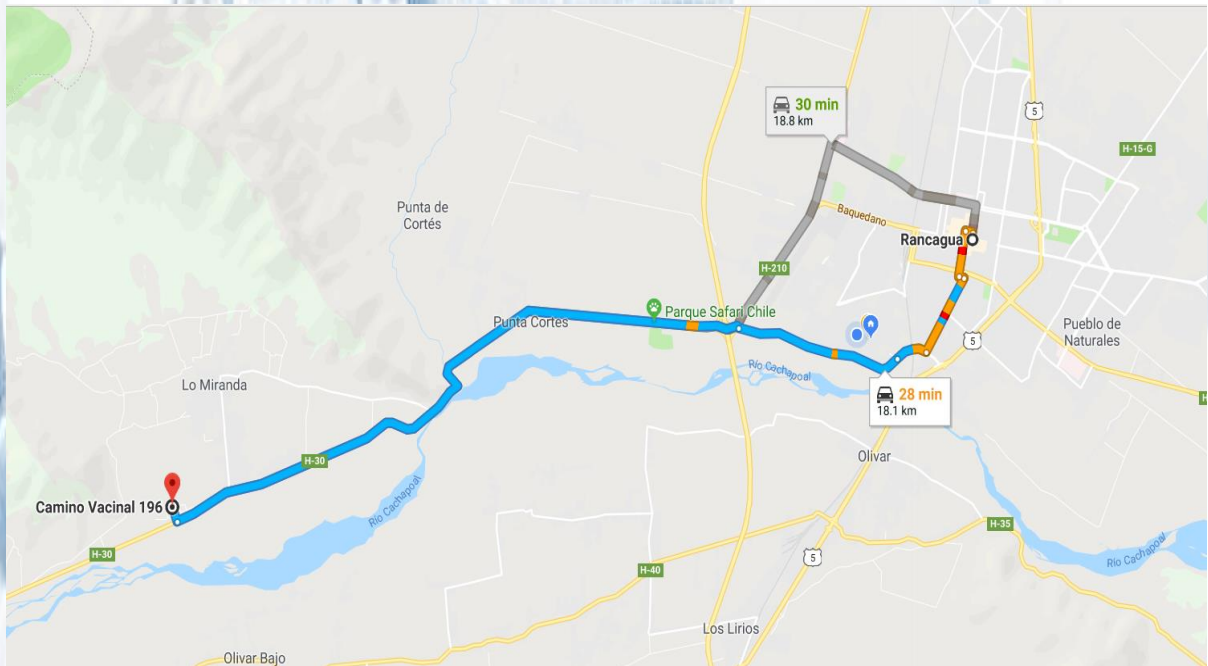 30 min
18.8 km
5
H-15-G
Punta de
Cortés
Baquedano
Rancagua
H-210
Parque Safari Chile
Punta Cortes
Pueblo de
Naturales
5
Río Cachapoal
Lo Miranda
28 min
18.1 km
H-30
Olivar
Camino Vacinal 196
Río Cachapoal
H-35
H-30
5
Río Cachapoal
H-40
Los Lirios
Olivar Bajo